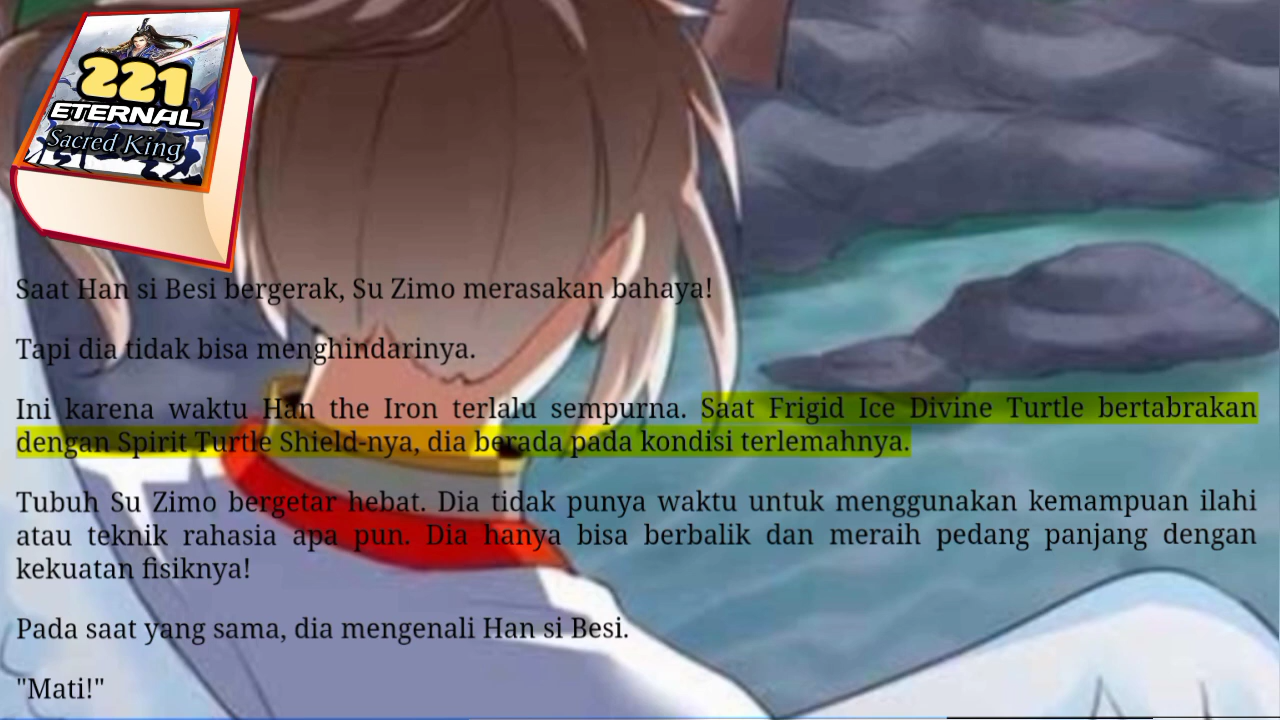 221
ETERNAL
Sacred King
Saat Han si Besi bergerak, Su Zimo merasakan bahaya!
Tapi dia tidak bisa menghindarinya.
Ini karena waktu Han the Iron terlalu sempurna. Saat Frigid Ice Divine Turtle bertabrakan
dengan Spirit Turtle Shield-nya, dia berada pada kondisi terlemahnya.
Tubuh Su Zimo bergetar hebat. Dia tidak punya waktu untuk menggunakan kemampuan ilahi
atau teknik rahasia apa pun. Dia hanya bisa berbalik dan meraih pedang panjang dengan
kekuatan fisiknya!
Pada saat yang sama, dia mengenali Han si Besi.
"Mati!"